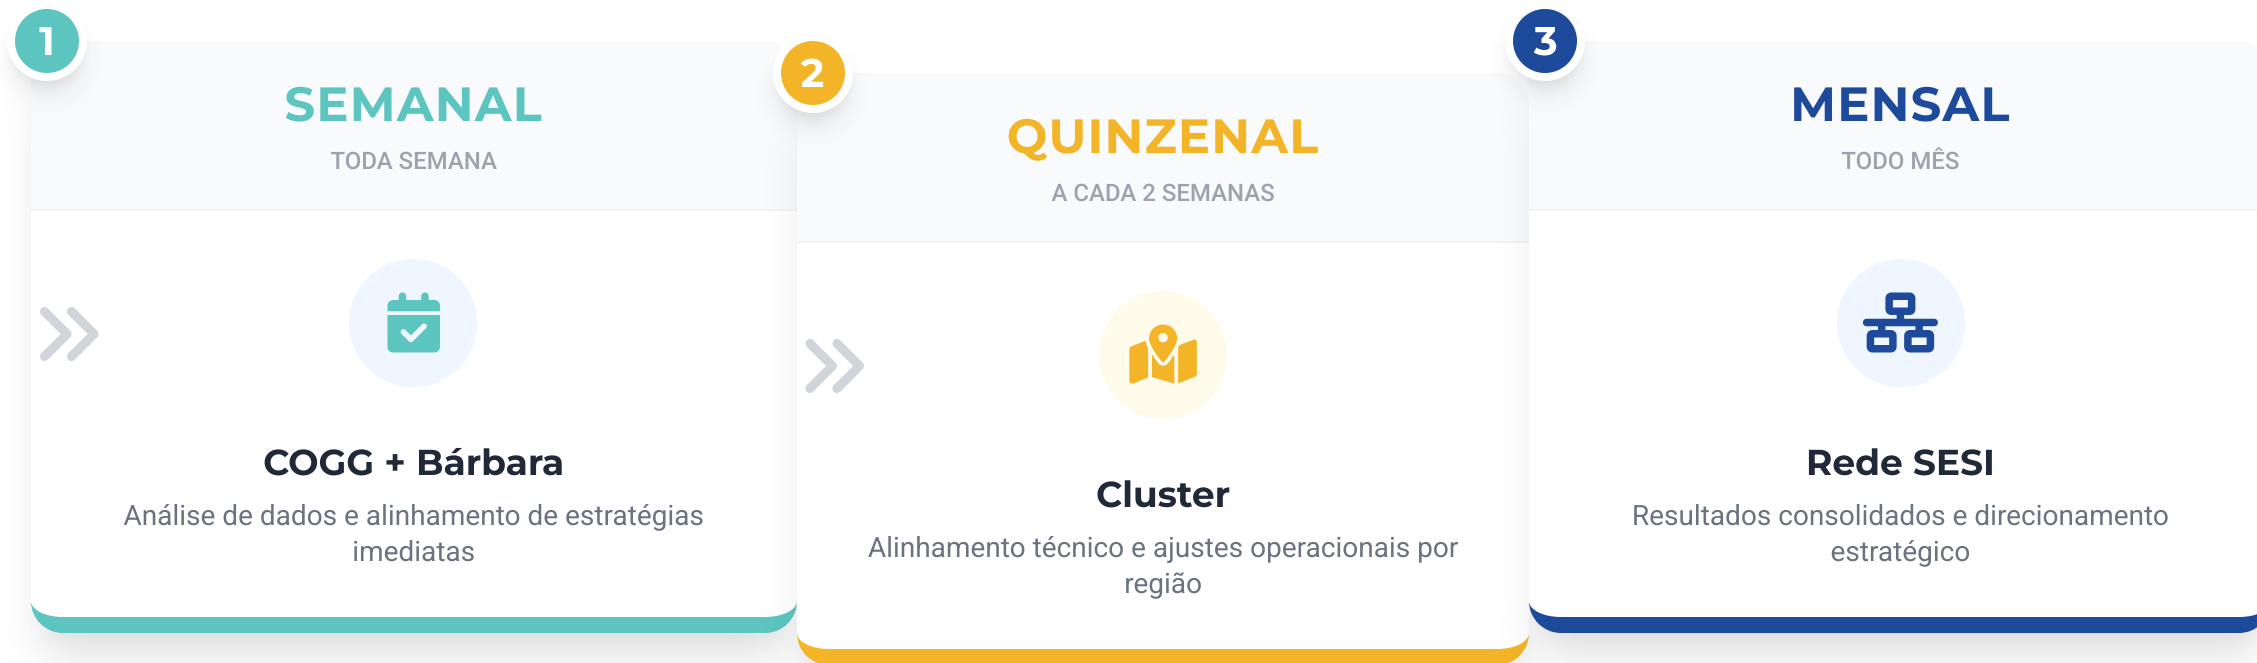 1
SEMANAL
TODA SEMANA
COGG + Bárbara
Análise de dados e alinhamento de estratégias
imediatas
2
QUINZENAL
A CADA 2 SEMANAS
Cluster
Alinhamento técnico e ajustes operacionais por
região
3
MENSAL
TODO MÊS
Rede SESI
Resultados consolidados e direcionamento
estratégico